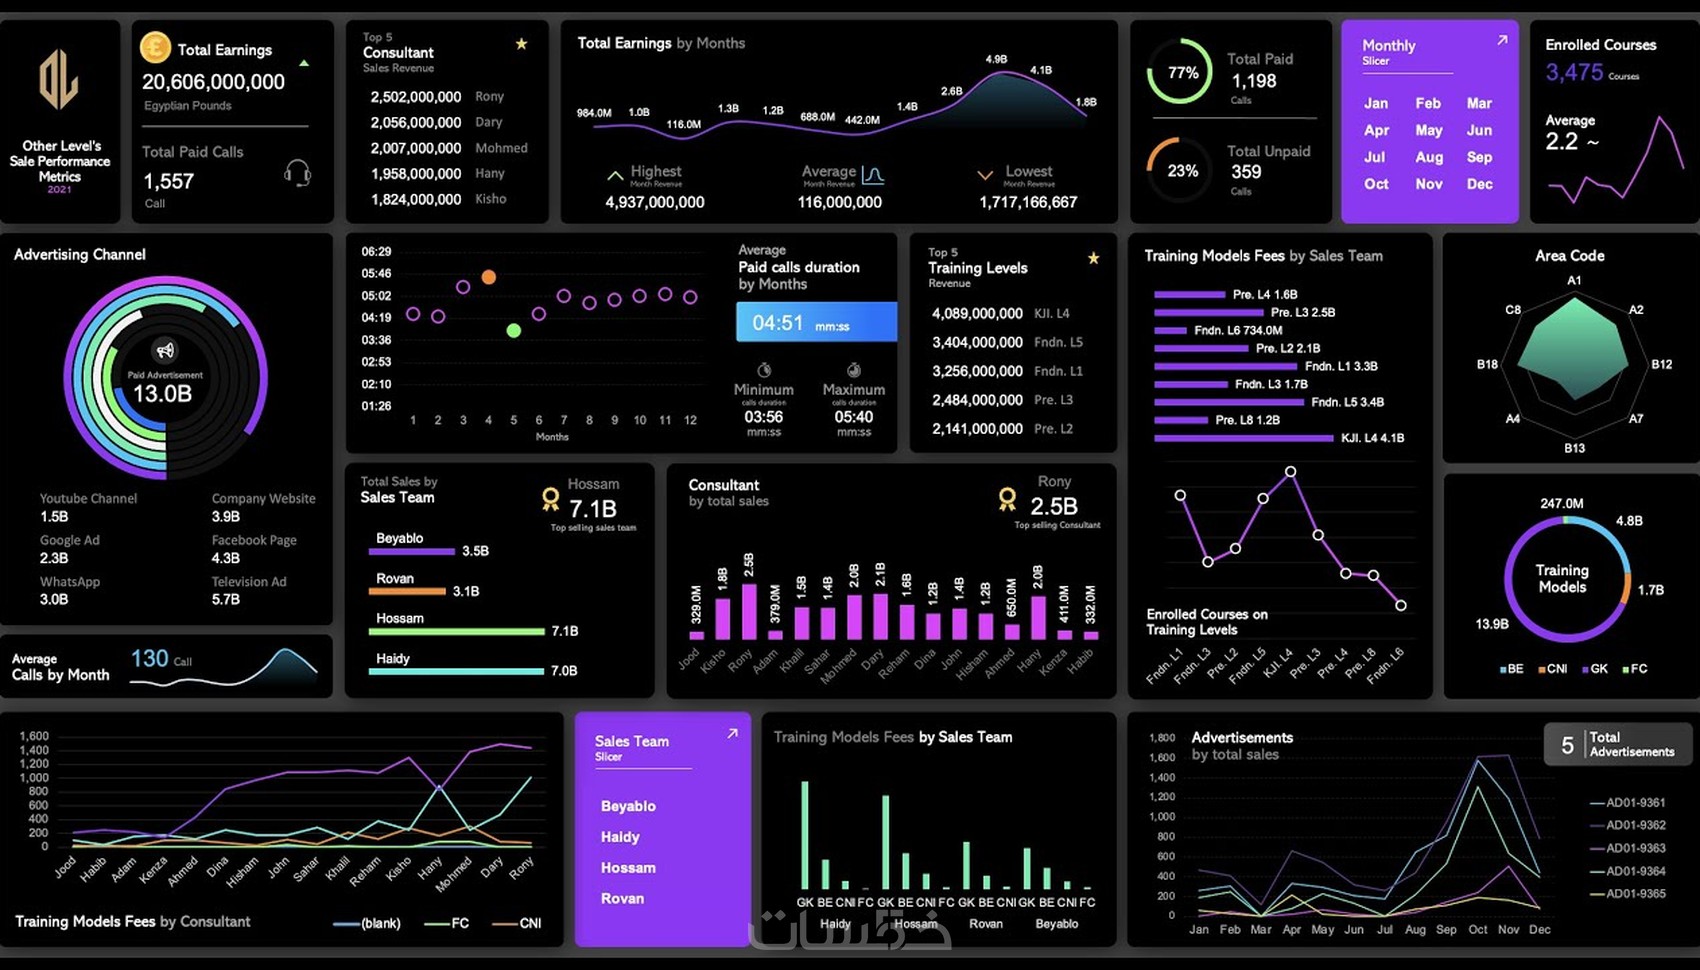 Other Level's
Sale Performance
Metrics
2021
Total Earnings
20,606,000,000
Egyptian Pounds
Total Paid Calls
1,557
Call
Top 5
Consultant
Sales Revenue
2,502,000,000 Rony
2,056,000,000 Dary
2,007,000,000 Mohmed
1,958,000,000 Hany
1,824,000,000 Kisho
Total Earnings by Months
984.0M 1.0B 116.0M 1.3B 1.2B 688.0M 442.0M 1.4B 2.6B 4.9B 4.1B 1.8B
Highest
Month Revenue
4,937,000,000
Average
Month Revenue
116,000,000
Lowest
Month Revenue
1,717,166,667
77%
Total Paid
1,198
Calls
23%
Total Unpaid
359
Calls
Monthly
Slicer
Jan Feb Mar
Apr May Jun
Jul Aug Sep
Oct Nov Dec
Enrolled Courses
3,475 Courses
Average
2.2 ~
Advertising Channel
Paid Advertisement
13.0B
Youtube Channel Company Website
1.5B 3.9B
Google Ad Facebook Page
2.3B 4.3B
WhatsApp Television Ad
3.0B 5.7B
06:29
05:46
05:02
04:19
03:36
02:53
02:10
01:26
1 2 3 4 5 6 7 8 9 10 11 12
Months
Average
Paid calls duration
by Months
04:51 mm:ss
Minimum
calls duration
03:56
mm:ss
Maximum
calls duration
05:40
mm:ss
Top 5
Training Levels
Revenue
4,089,000,000 KJI. L4
3,404,000,000 Fndn. L5
3,256,000,000 Fndn. L1
2,484,000,000 Pre. L3
2,141,000,000 Pre. L2
Training Models Fees by Sales Team
Pre. L4 1.6B
Pre. L3 2.5B
Fndn. L6 734.0M
Pre. L2 2.1B
Fndn. L1 3.3B
Fndn. L3 1.7B
Fndn. L5 3.4B
Pre. L8 1.2B
KJI. L4 4.1B
Enrolled Courses on
Training Levels
Fndn. L1 Fndn. L3 Pre. L2 Fndn. L5 KJI. L4 Pre. L3 Pre. L4 Pre. L8 Fndn. L6
Area Code
A1
A2
B12
A7
B13
A4
B18
C8
247.0M
4.8B
1.7B
13.9B
Training
Models
BE CNI GK FC
Average
Calls by Month
130 Call
Total Sales by
Sales Team
Hossam
7.1B
Top selling sales team
Beyablo
3.5B
Rovan
3.1B
Hossam
7.1B
Haidy
7.0B
Consultant
by total sales
Rony
2.5B
Top selling Consultant
329.0M 1.8B 2.5B 379.0M 1.5B 1.4B 2.0B 2.1B 1.6B 1.2B 1.4B 1.2B 650.0M 2.0B 411.0M 332.0M
Jood Kisho Rony Adam Khalil Sahar Mohmed Dary Reham Dina John Hisham Ahmed Hany Kenza Habib
1,600
1,400
1,200
1,000
800
600
400
200
0
Jood Habib Adam Kenza Ahmed Dina Hisham John Sahar Khalil Reham Kisho Hany Mohmed Dary Rony
Training Models Fees by Consultant
(blank) FC CNI
Sales Team
Slicer
Beyablo
Haidy
Hossam
Rovan
Training Models Fees by Sales Team
GK BE CNI FC GK BE CNI FC GK BE CNI GK BE CNI FC
Haidy Hossam Rovan Beyablo
خمسات
Advertisements
by total sales
5 Total
Advertisements
1,800
1,600
1,400
1,200
1,000
800
600
400
200
0
Jan Feb Mar Apr May Jun Jul Aug Sep Oct Nov Dec
AD01-9361
AD01-9362
AD01-9363
AD01-9364
AD01-9365